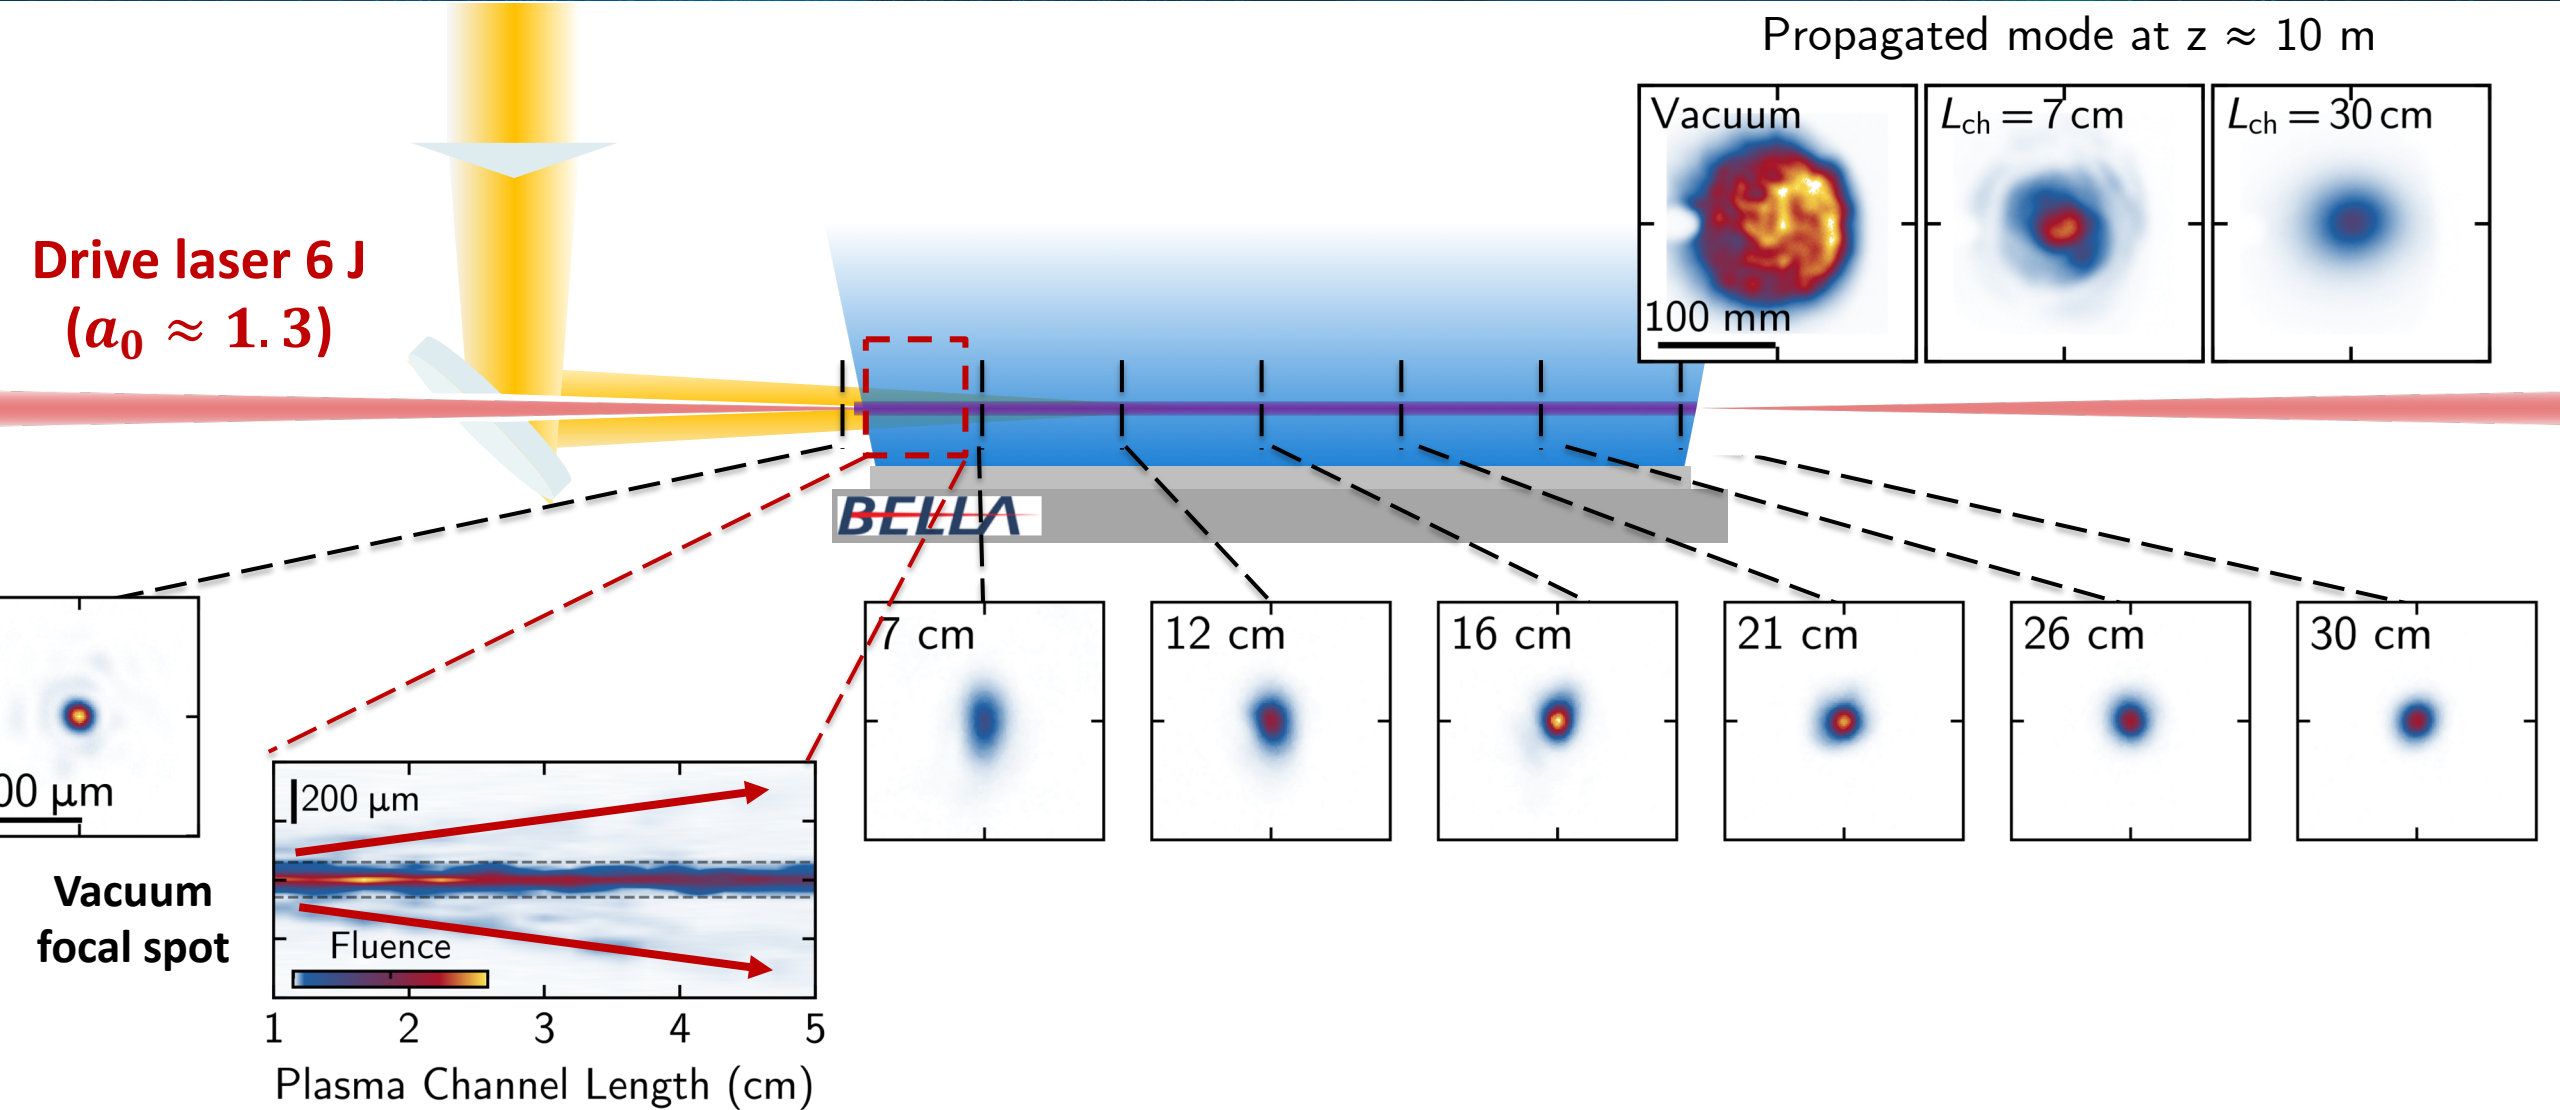 Propagated mode at z ≈ 10 m
Vacuum
100 mm
L_ch = 7 cm
L_ch = 30 cm
Drive laser 6 J
(a₀ ≈ 1.3)
BELLA
00 μm
Vacuum
focal spot
200 μm
Fluence
1 2 3 4 5
Plasma Channel Length (cm)
7 cm
12 cm
16 cm
21 cm
26 cm
30 cm